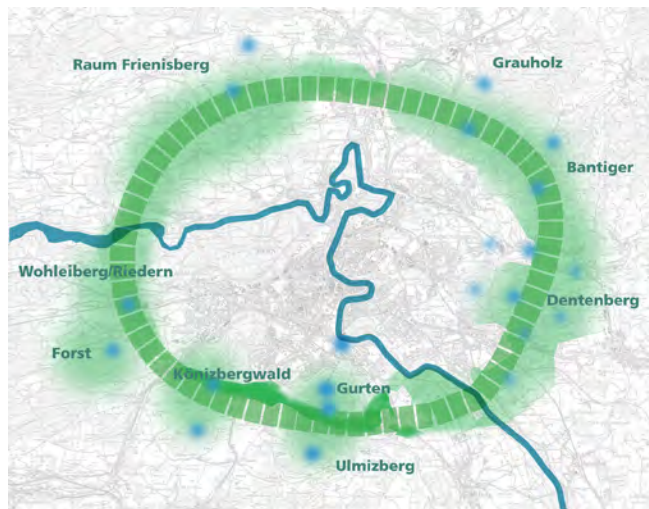 Raum Frienisberg
Grauholz
Bantiger
Wohleiberg/Riedern
Dentenberg
Forst
Könizbergwald
Gurten
Ulmizberg